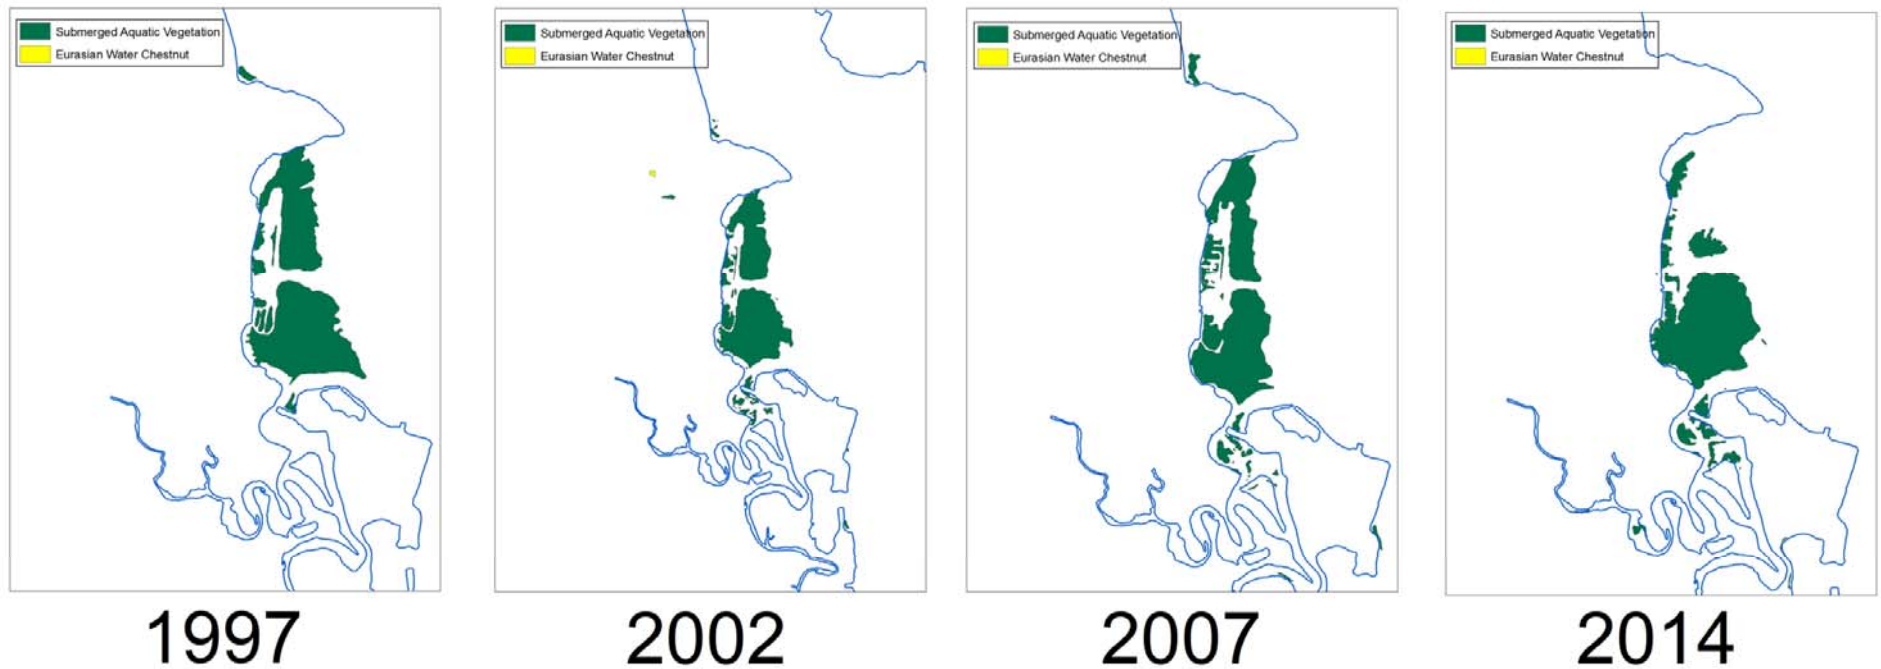 Submerged Aquatic Vegetation
Eurasian Water Chestnut
Submerged Aquatic Vegetation
Eurasian Water Chestnut
Submerged Aquatic Vegetation
Eurasian Water Chestnut
Submerged Aquatic Vegetation
Eurasian Water Chestnut
1997
2002
2007
2014